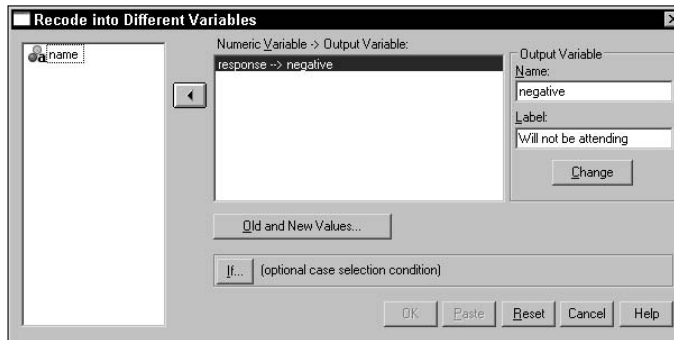 Recode into Different Variables
name
Numeric Variable -> Output Variable:
response --> negative
Output Variable
Name:
negative
Label:
Will not be attending
Change
Old and New Values...
If... (optional case selection condition)
OK Paste Reset Cancel Help